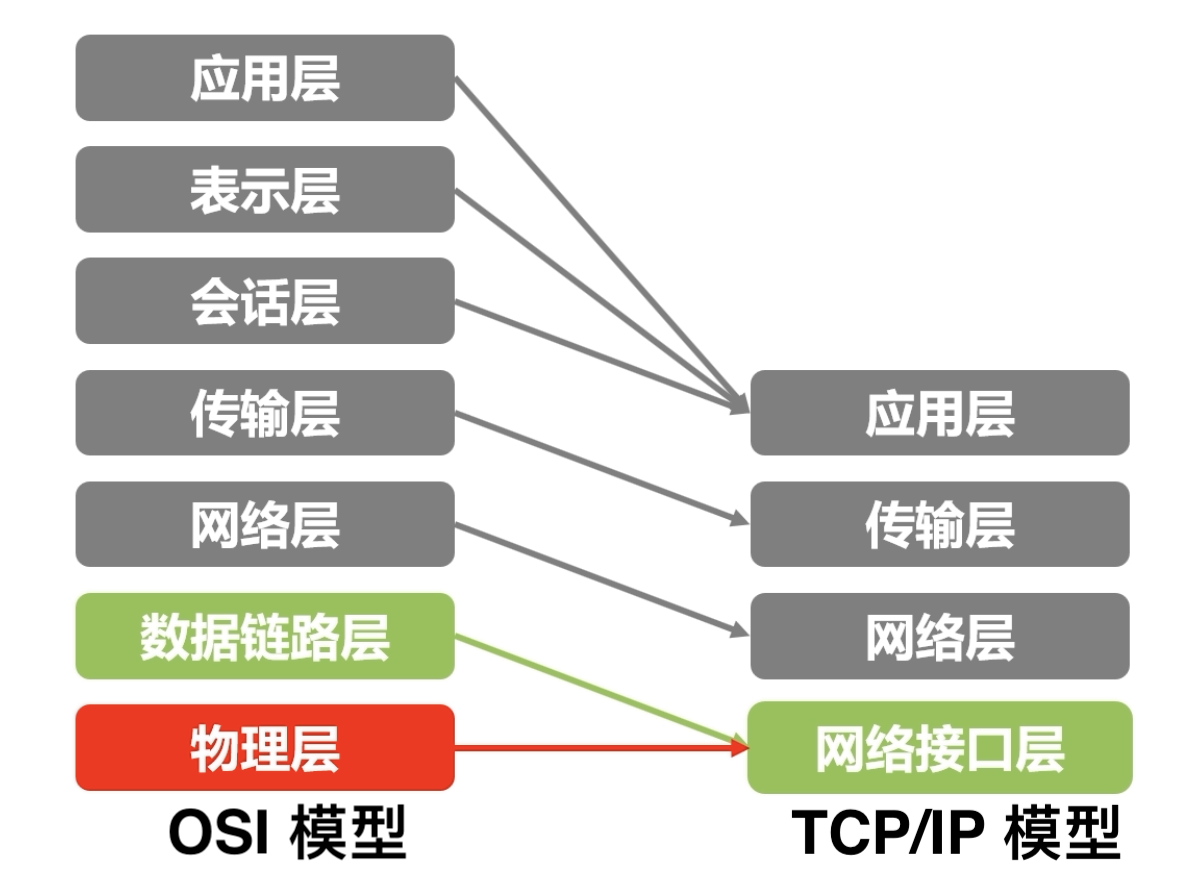 应用层
表示层
会话层
传输层
网络层
数据链路层
物理层
OSI 模型
应用层
传输层
网络层
网络接口层
TCP/IP 模型